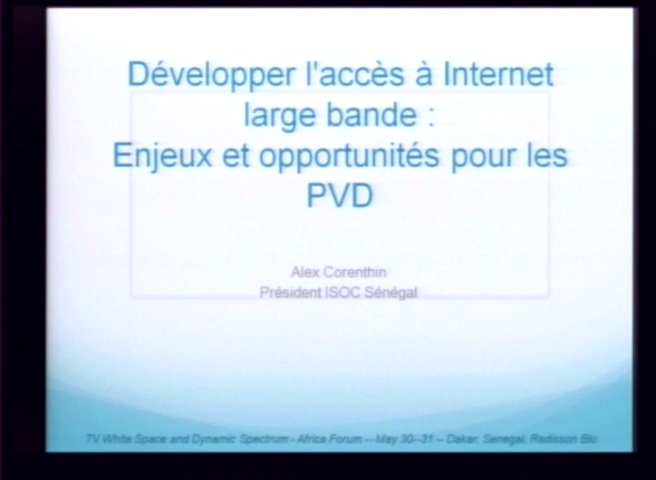 Développer l'accès à Internet
large bande :
Enjeux et opportunités pour les
PVD
Alex Corenthin
Président ISOC Sénégal
TV White Space and Dynamic Spectrum - Africa Forum -- May 30--31 -- Dakar, Senegal, Radisson Blu